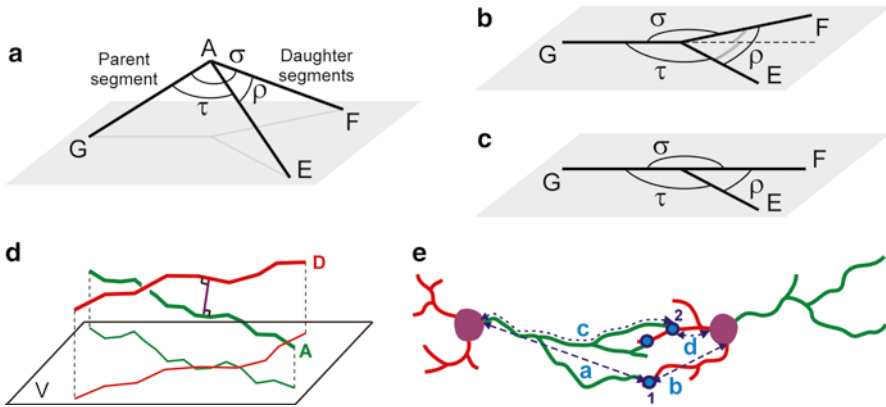 a
Parent segment
A
σ
Daughter segments
τ
ρ
G
F
E
b
σ
F
G
τ
ρ
E
c
σ
F
G
τ
ρ
E
d
D
A
V
e
c
2
d
a
b
1